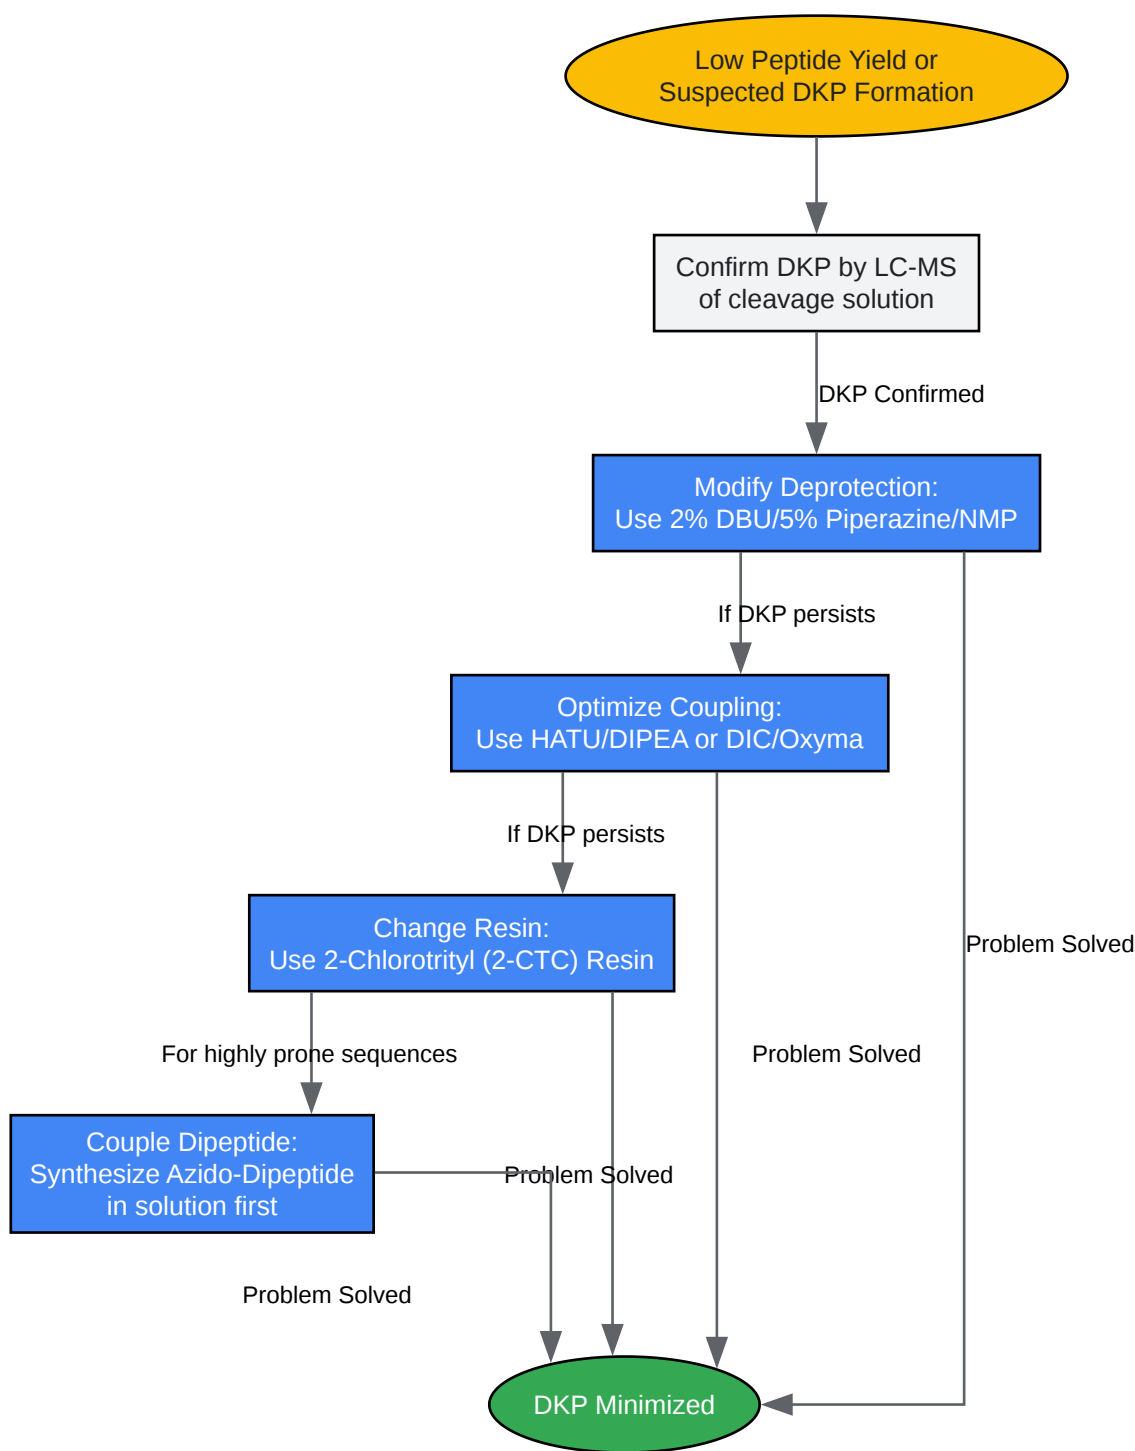 Low Peptide Yield or
Suspected DKP Formation
Confirm DKP by LC-MS
of cleavage solution
DKP Confirmed
Modify Deprotection:
Use 2% DBU/5% Piperazine/NMP
If DKP persists
Optimize Coupling:
Use HATU/DIPEA or DIC/Oxyma
If DKP persists
Change Resin:
Use 2-Chlorotrityl (2-CTC) Resin
Problem Solved
For highly prone sequences
Problem Solved
Couple Dipeptide:
Synthesize Azido-Dipeptide
in solution first
Problem Solved
Problem Solved
DKP Minimized